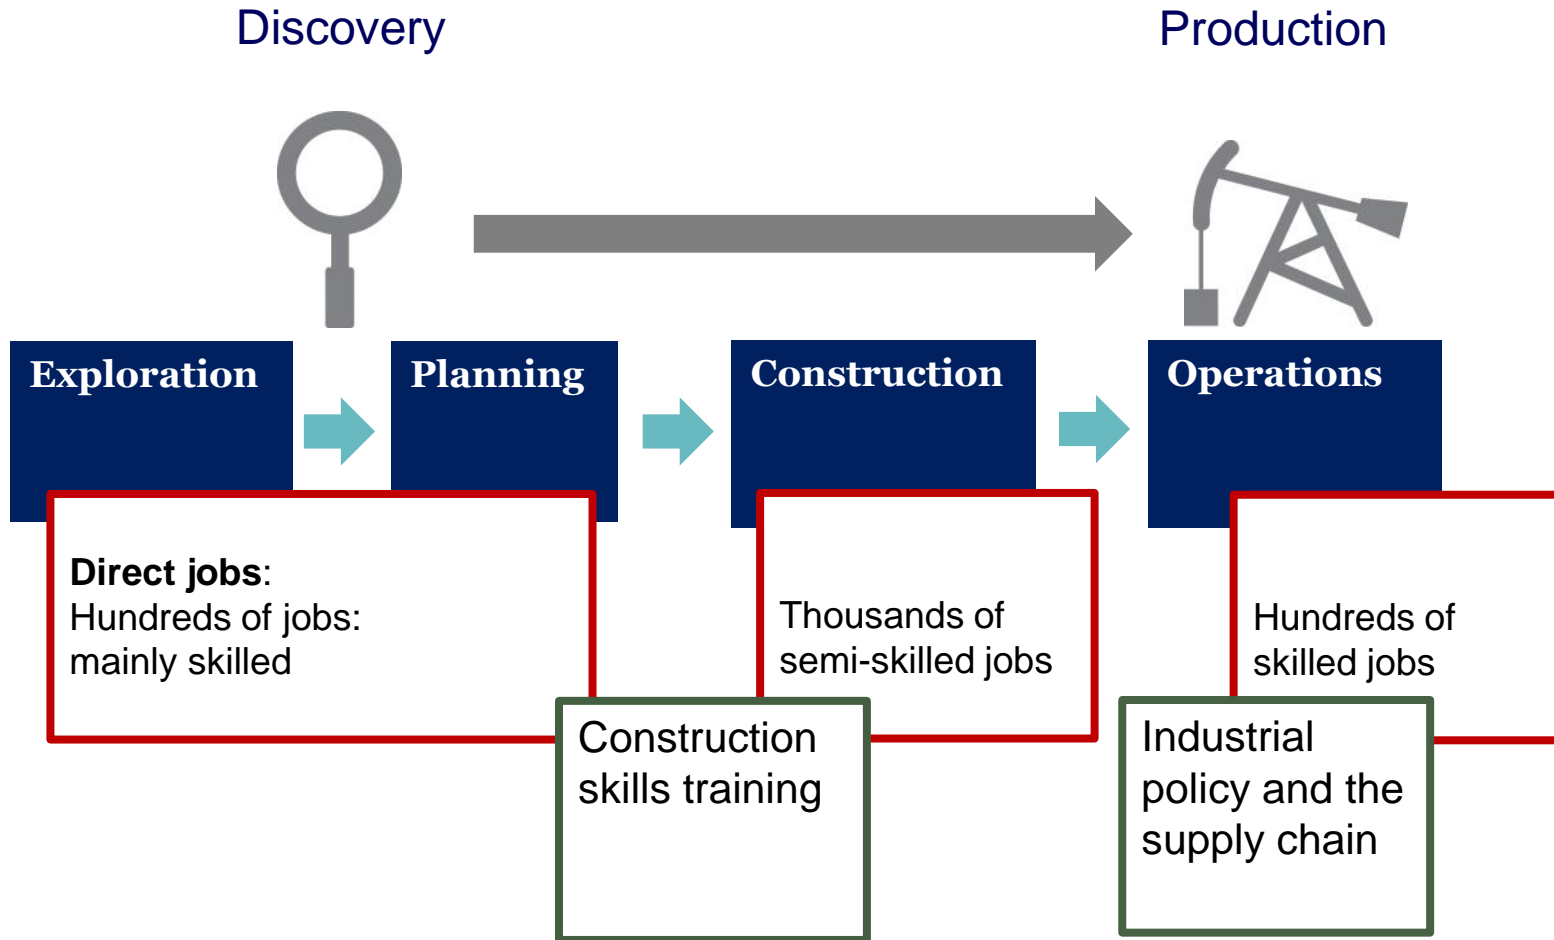 Discovery
Production
Exploration
Planning
Construction
Operations
Direct jobs:
Hundreds of jobs:
mainly skilled
Thousands of
semi-skilled jobs
Hundreds of
skilled jobs
Construction
skills training
Industrial
policy and the
supply chain